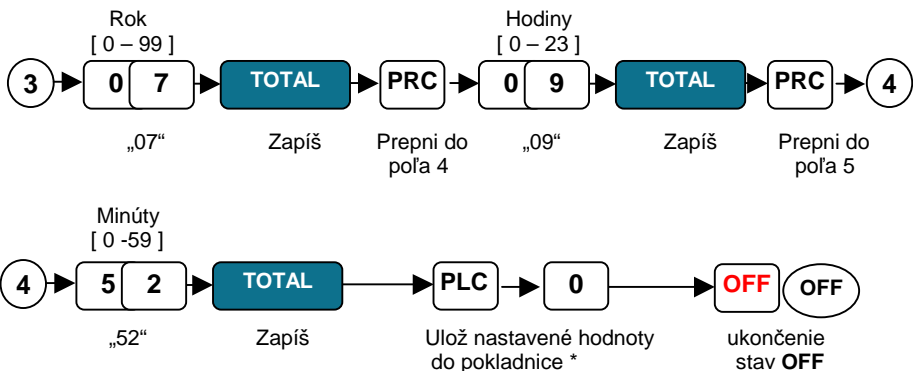 Rok Hodiny
[ 0 – 99 ] [ 0 – 23 ]
3 0 7 TOTAL PRC 0 9 TOTAL PRC 4
„07“ Zapíš Prepni do „09“ Zapíš Prepni do
poľa 4 poľa 5
Minúty
[ 0 -59 ]
4 5 2 TOTAL PLC 0 OFF OFF
„52“ Zapíš Ulož nastavené hodnoty ukončenie
do pokladnice * stav OFF